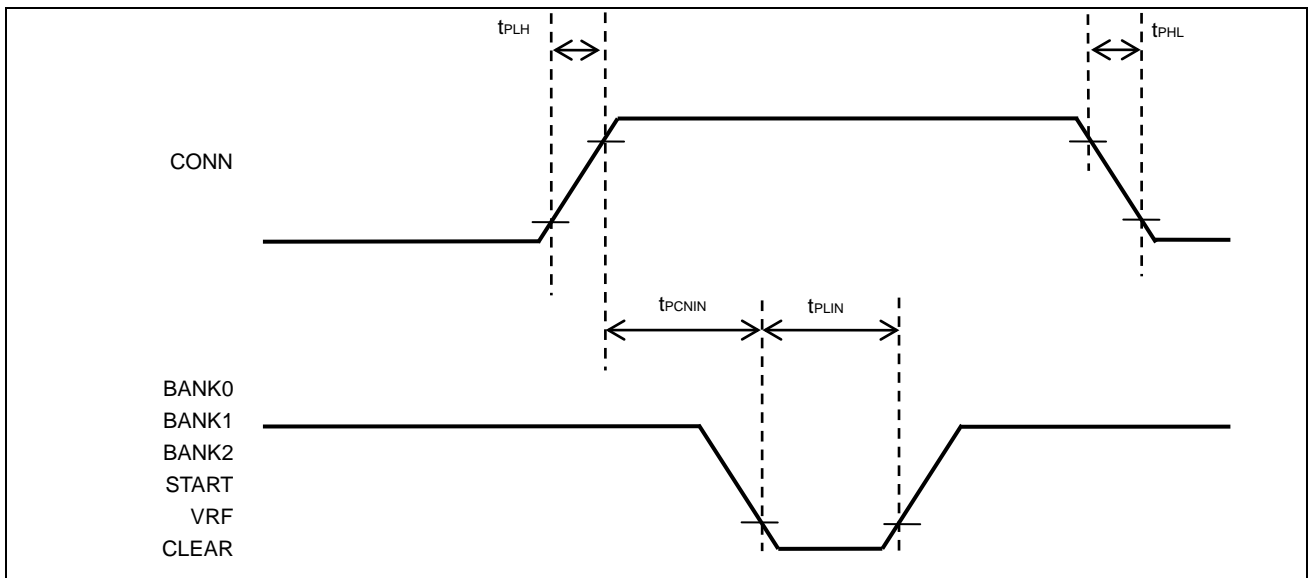 tPLH
tPHL
CONN
tPCNIN
tPLIN
BANK0
BANK1
BANK2
START
VRF
CLEAR